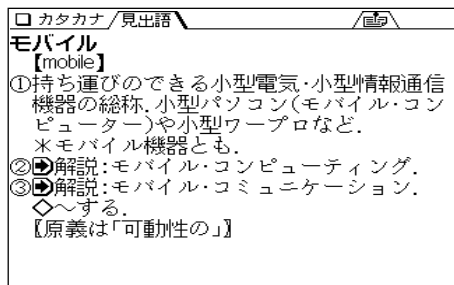 カタカナ/見出語
モバイル
【mobile】
①持ち運びのできる小型電気・小型情報通信
機器の総称.小型パソコン(モバイル・コン
ピューター)や小型ワープロなど.
＊モバイル機器とも.
②➡解説:モバイル・コンピューティング.
③➡解説:モバイル・コミュニケーション.
◇～する.
〖原義は「可動性の」〗